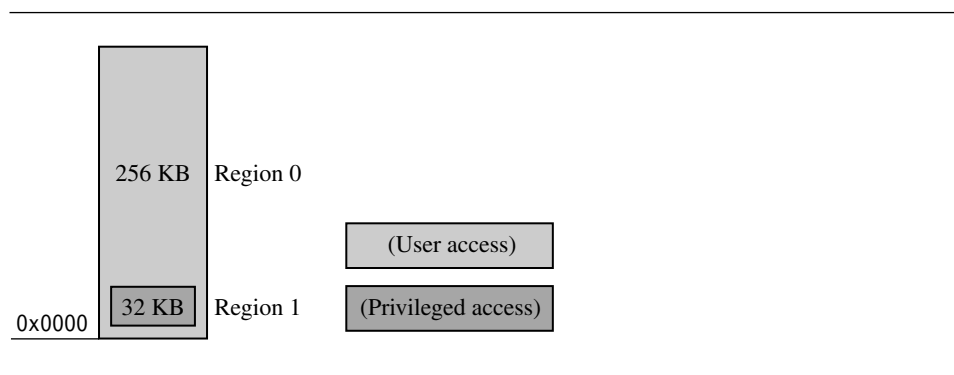 256 KB Region 0
(User access)
32 KB Region 1 (Privileged access)
0x0000